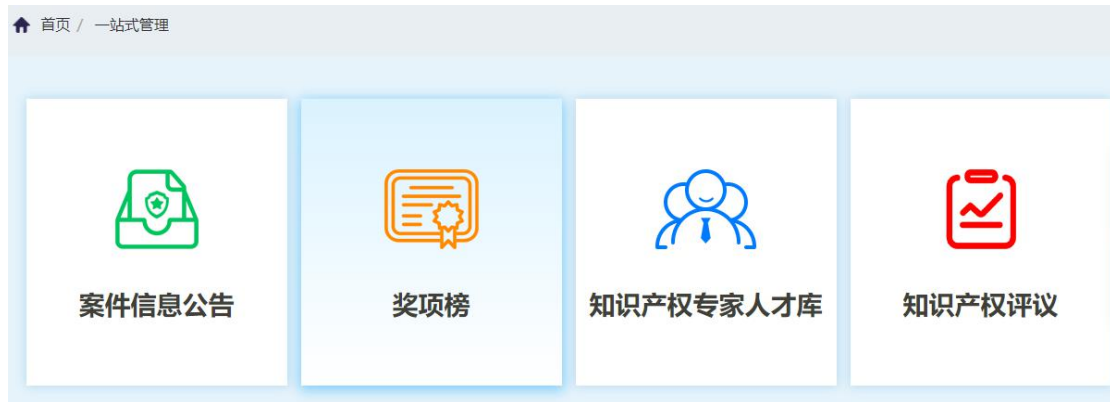 首页 / 一站式管理
案件信息公告
奖项榜
知识产权专家人才库
知识产权评议